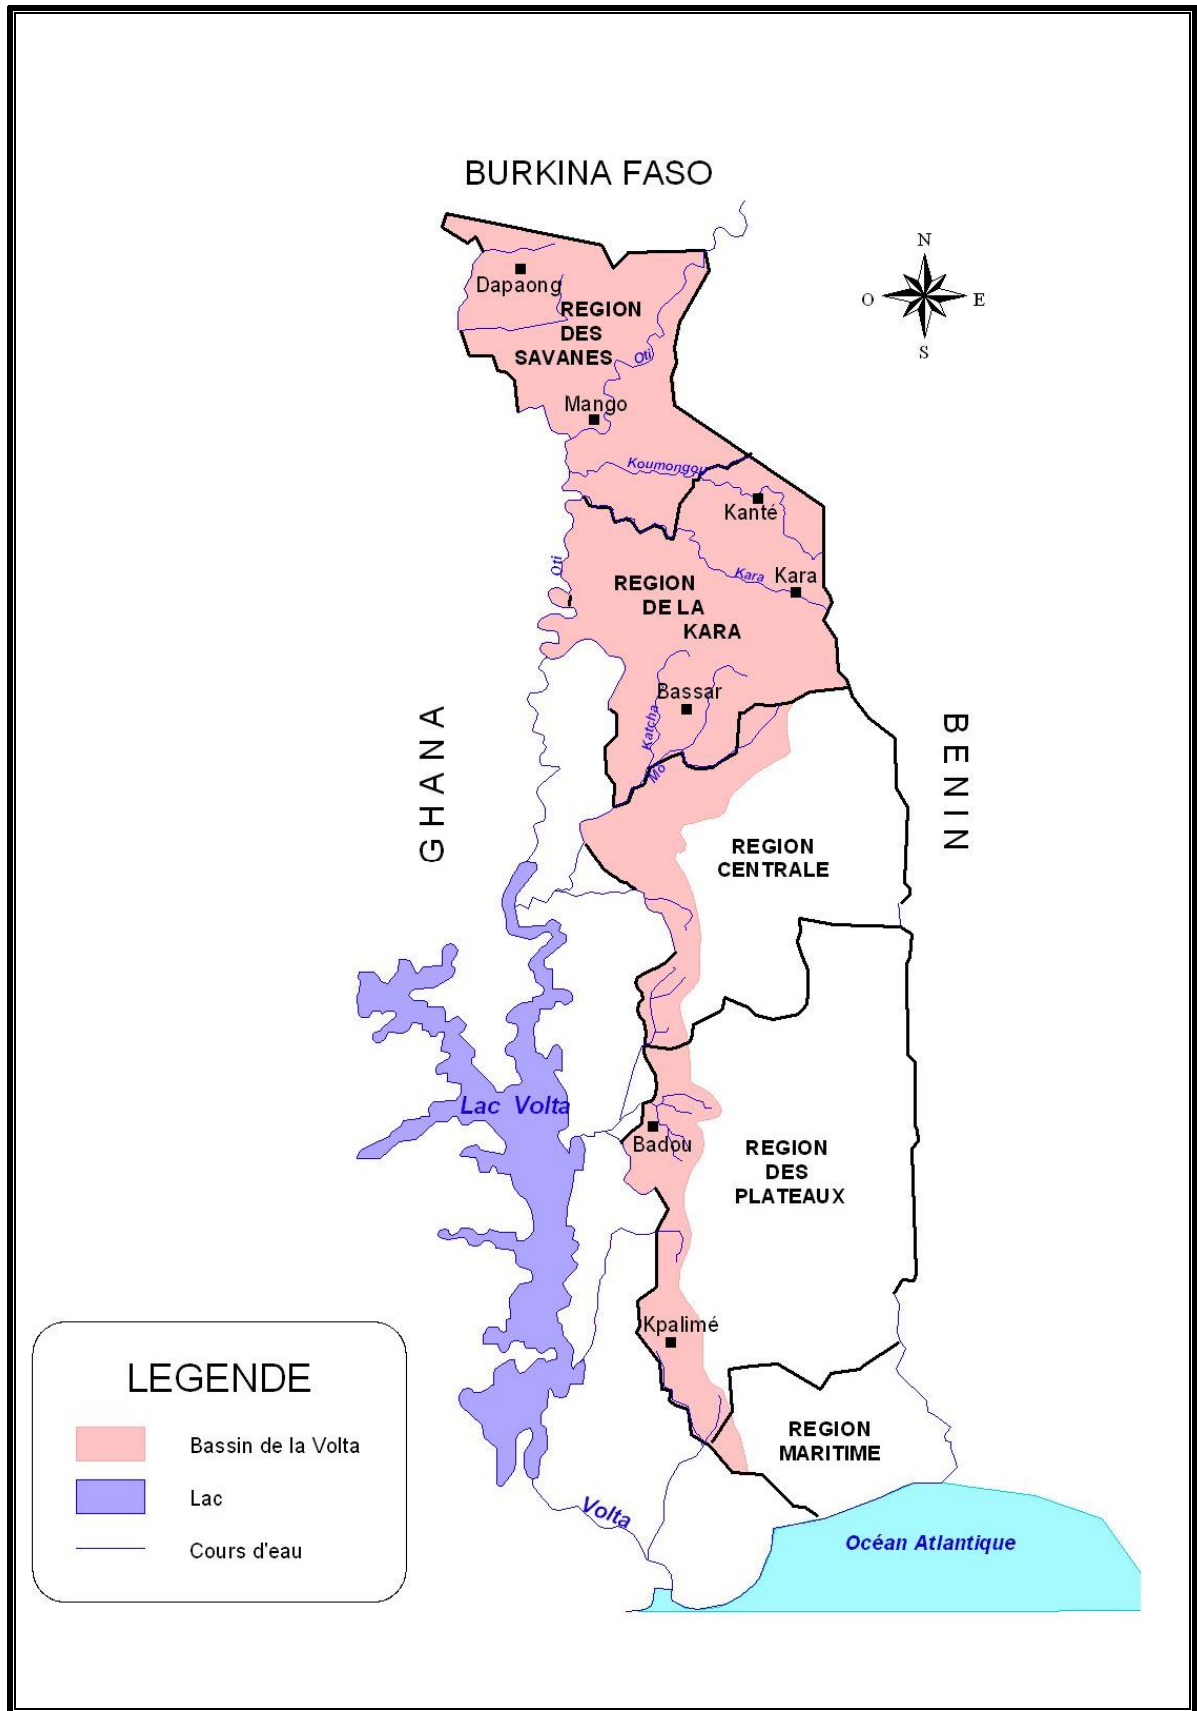 BURKINA FASO
N
O
E
S
Dapaong
REGION
DES
SAVANES
Oti
Mango
Koumongou
Kanté
Oti
Kara
Kara
REGION
DE LA
KARA
Bassar
Katcha
Mo
GHANA
BENIN
REGION
CENTRALE
Lac Volta
Badou
REGION
DES
PLATEAUX
Kpalimé
LEGENDE
Bassin de la Volta
Lac
Cours d'eau
REGION
MARITIME
Volta
Océan Atlantique